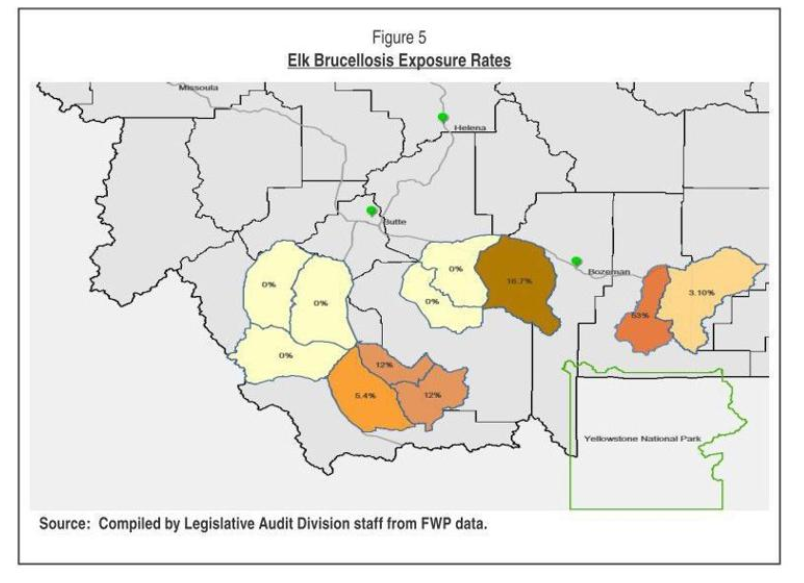 Figure 5
Elk Brucellosis Exposure Rates
Missoula
Helena
Butte
Bozeman
0%
0%
16.7%
0%
0%
3.10%
0%
53%
0%
12%
5.4%
12%
Yellowstone National Park
Source: Compiled by Legislative Audit Division staff from FWP data.